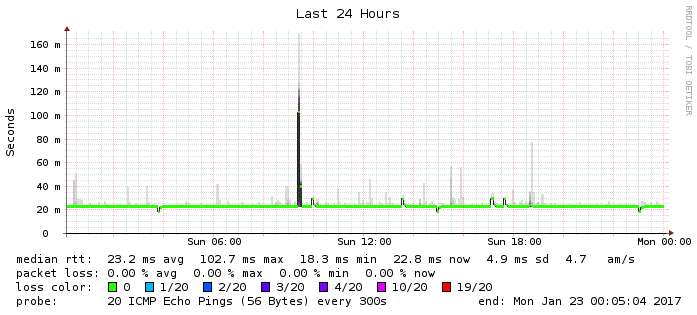 Last 24 Hours
RRDTOOL / TOBI OETIKER
Seconds
160 m
140 m
120 m
100 m
80 m
60 m
40 m
20 m
0
Sun 06:00 Sun 12:00 Sun 18:00 Mon 00:00
median rtt: 23.2 ms avg 102.7 ms max 18.3 ms min 22.8 ms now 4.9 ms sd 4.7 am/s
packet loss: 0.00 % avg 0.00 % max 0.00 % min 0.00 % now
loss color: 0 1/20 2/20 3/20 4/20 10/20 19/20
probe: 20 ICMP Echo Pings (56 Bytes) every 300s end: Mon Jan 23 00:05:04 2017